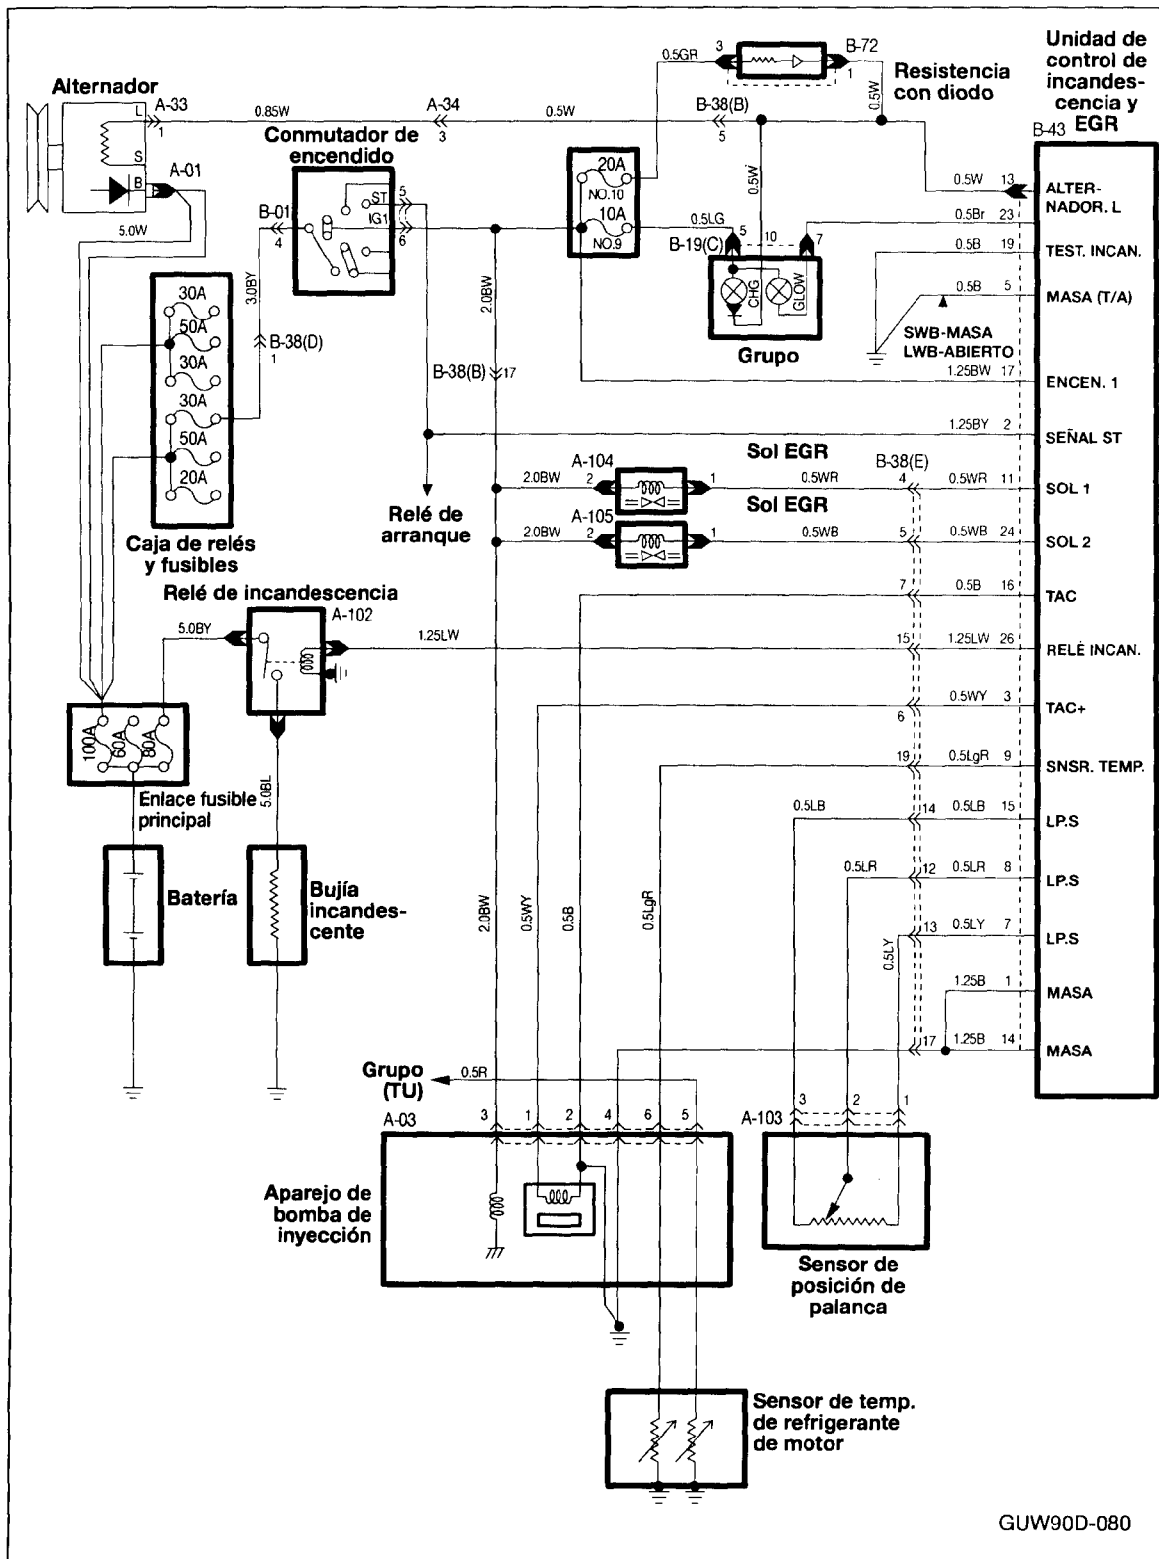 Unidad de
control de
incandes-
cencia y
EGR
B-43
3
B-72
0.5GR
1
Resistencia
con diodo
0.5W
Alternador
L
A-33
1
0.85W
A-34
3
0.5W
B-38(B)
5
S
B
A-01
5.0W
Conmutador de
encendido
ST
5
IG1
6
B-01
4
20A
NO.10
10A
NO.9
0.5W
0.5LG
B-19(C)
5
10
7
CHG
GLOW
Grupo
0.5W 13
ALTER-
NADOR. L
0.5Br 23
0.5B 19
TEST. INCAN.
0.5B 5
MASA (T/A)
SWB-MASA
LWB-ABIERTO
1.25BW 17
ENCEN. 1
1.25BY 2
SEÑAL ST
3.0BY
B-38(D)
1
2.0BW
B-38(B)
17
30A
50A
30A
30A
50A
20A
Caja de relés
y fusibles
Relé de
arranque
Sol EGR
A-104
2.0BW 2
1
0.5WR
B-38(E)
4
0.5WR 11
SOL 1
Sol EGR
A-105
2.0BW 2
1
0.5WB
5
0.5WB 24
SOL 2
7
0.5B 16
TAC
Relé de incandescencia
A-102
5.0BY
1.25LW
15
1.25LW 26
RELÉ INCAN.
0.5WY 3
6
TAC+
19
0.5LgR 9
SNSR. TEMP.
100A
60A
80A
Enlace fusible
principal
5.0BL
0.5LB
14
0.5LB 15
LP.S
0.5LR
12
0.5LR 8
LP.S
0.5LY
13
0.5LY 7
LP.S
Batería
Bujía
incandes-
cente
2.0BW
0.5WY
0.5B
0.5LgR
1.25B 1
MASA
17
1.25B 14
MASA
Grupo
(TU)
0.5R
A-03
3
1
2
4
6
5
A-103
3
2
1
Aparejo de
bomba de
inyección
Sensor de
posición de
palanca
Sensor de temp.
de refrigerante
de motor
GUW90D-080